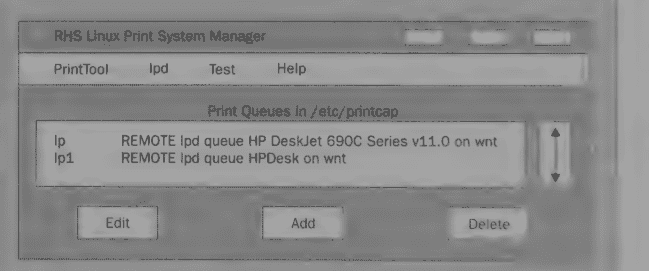 RHS Linux Print System Manager
PrintTool lpd Test Help
Print Queues in /etc/printcap
lp REMOTE lpd queue HP DeskJet 690C Series v11.0 on wnt
lp1 REMOTE lpd queue HPDesk on wnt
Edit Add Delete